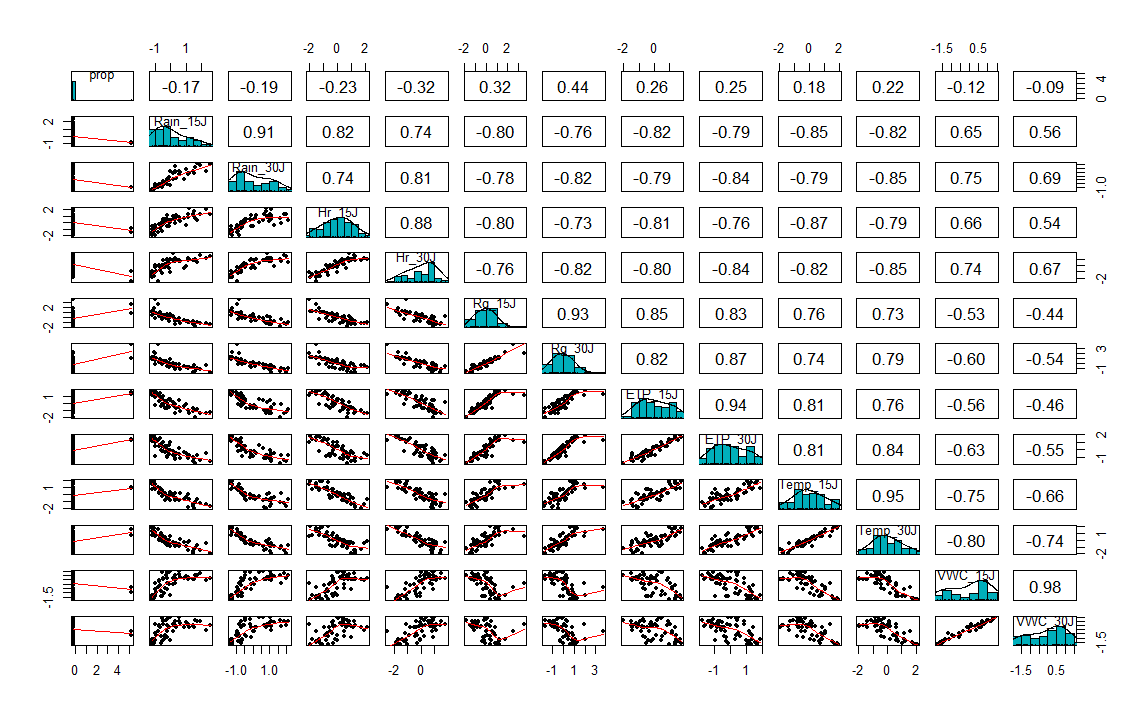 -1 1 -2 0 2 -2 0 2 -2 0 -2 0 2 -1.5 0.5
prop -0.17 -0.19 -0.23 -0.32 0.32 0.44 0.26 0.25 0.18 0.22 -0.12 -0.09 0 4
-1 2 Rain_15J 0.91 0.82 0.74 -0.80 -0.76 -0.82 -0.79 -0.85 -0.82 0.65 0.56
Rain_30J 0.74 0.81 -0.78 -0.82 -0.79 -0.84 -0.79 -0.85 0.75 0.69 -1.0
-2 2 Hr_15J 0.88 -0.80 -0.73 -0.81 -0.76 -0.87 -0.79 0.66 0.54
Hr_30J -0.76 -0.82 -0.80 -0.84 -0.82 -0.85 0.74 0.67 -2
-2 2 Rg_15J 0.93 0.85 0.83 0.76 0.73 -0.53 -0.44
Rg_30J 0.82 0.87 0.74 0.79 -0.60 -0.54 -1 3
-2 1 ETP_15J 0.94 0.81 0.76 -0.56 -0.46
ETP_30J 0.81 0.84 -0.63 -0.55 -1 2
-2 1 Temp_15J 0.95 -0.75 -0.66
Temp_30J -0.80 -0.74 -2 1
-1.5 VWC_15J 0.98
VWC_30J -1.5
0 2 4 -1.0 1.0 -2 0 -1 1 3 -1 1 -2 0 2 -1.5 0.5